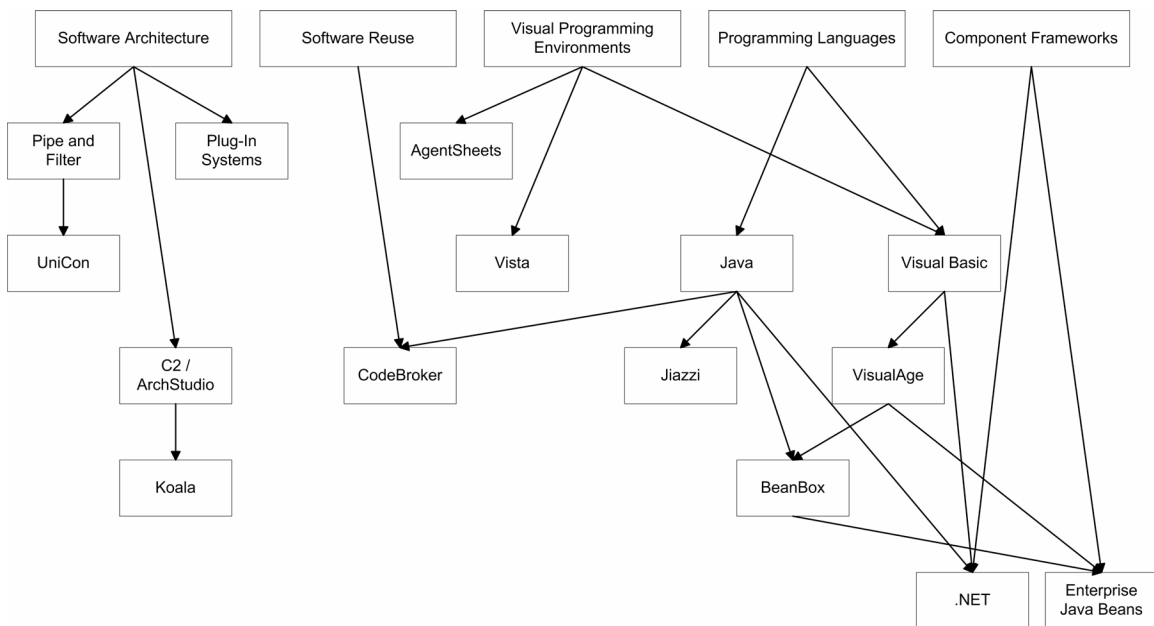 Software Architecture
Software Reuse
Visual Programming
Environments
Programming Languages
Component Frameworks
Pipe and
Filter
Plug-In
Systems
AgentSheets
UniCon
Vista
Java
Visual Basic
C2 /
ArchStudio
CodeBroker
Jiazzi
VisualAge
Koala
BeanBox
.NET
Enterprise
Java Beans